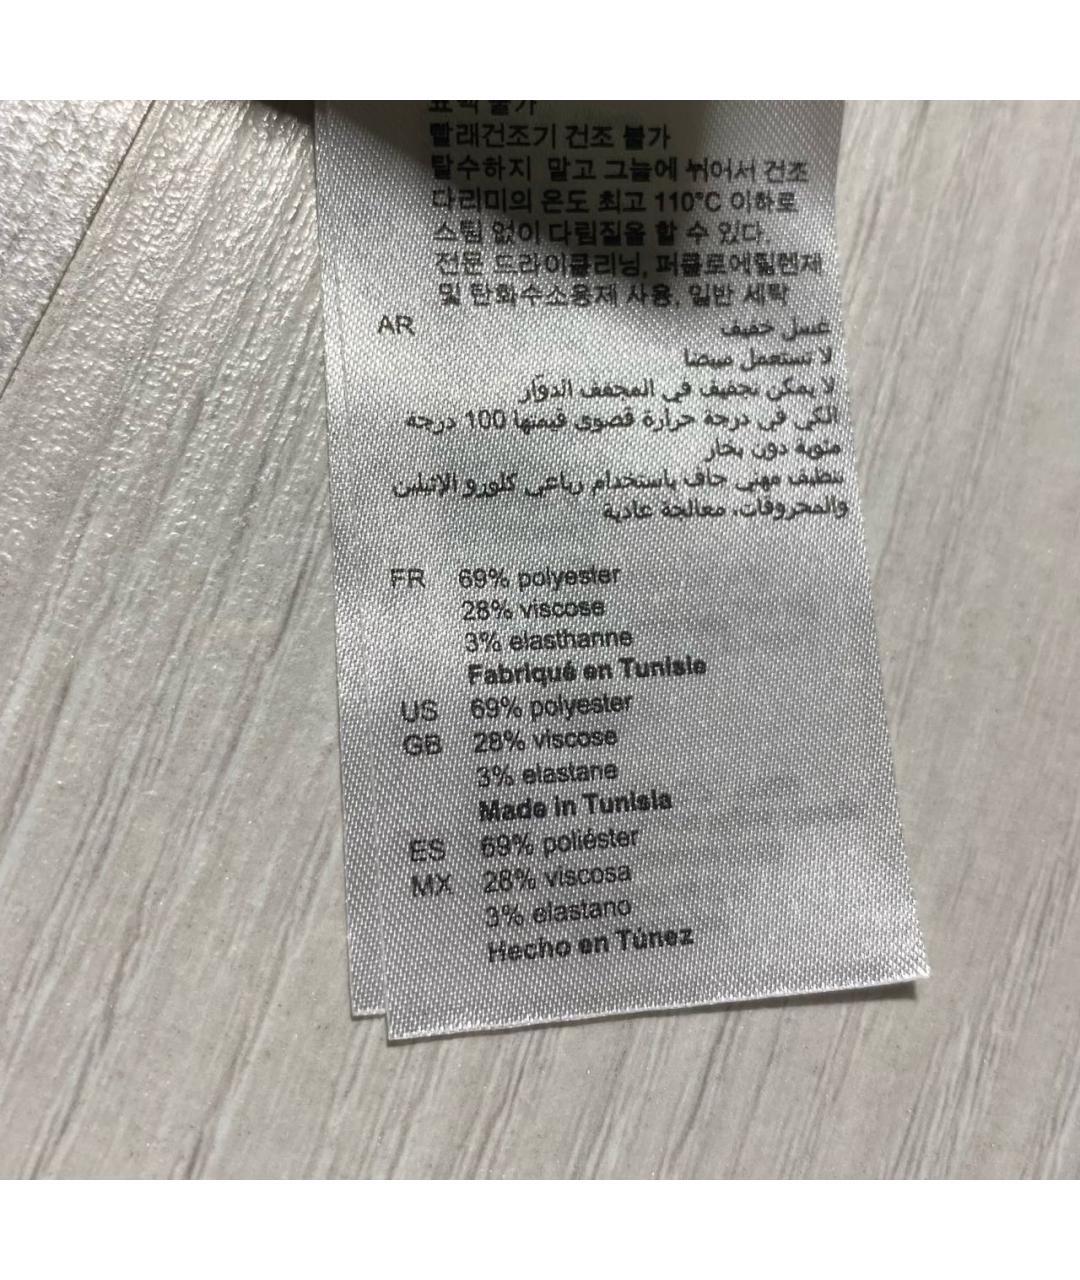 표백 불가
빨래건조기 건조 불가
탈수하지 말고 그늘에 뉘어서 건조
다리미의 온도 최고 110°C 이하로
스팀 없이 다림질을 할 수 있다.
전문 드라이클리닝, 퍼클로에틸렌제
및 탄화수소용제 사용, 일반 세탁
AR غسل خفيف
لا تستعمل مبيضا
لا يمكن تجفيف في المجفف الدوّار
الكي في درجة حرارة قصوى قيمتها 100 درجة
مئوية دون بخار
تنظيف مهني جاف باستخدام رباعي كلورو الإثيلين
والمحروقات، معالجة عادية
FR 69% polyester
28% viscose
3% elasthanne
Fabriqué en Tunisie
US 69% polyester
GB 28% viscose
3% elastane
Made in Tunisia
ES 69% poliéster
MX 28% viscosa
3% elastano
Hecho en Túnez